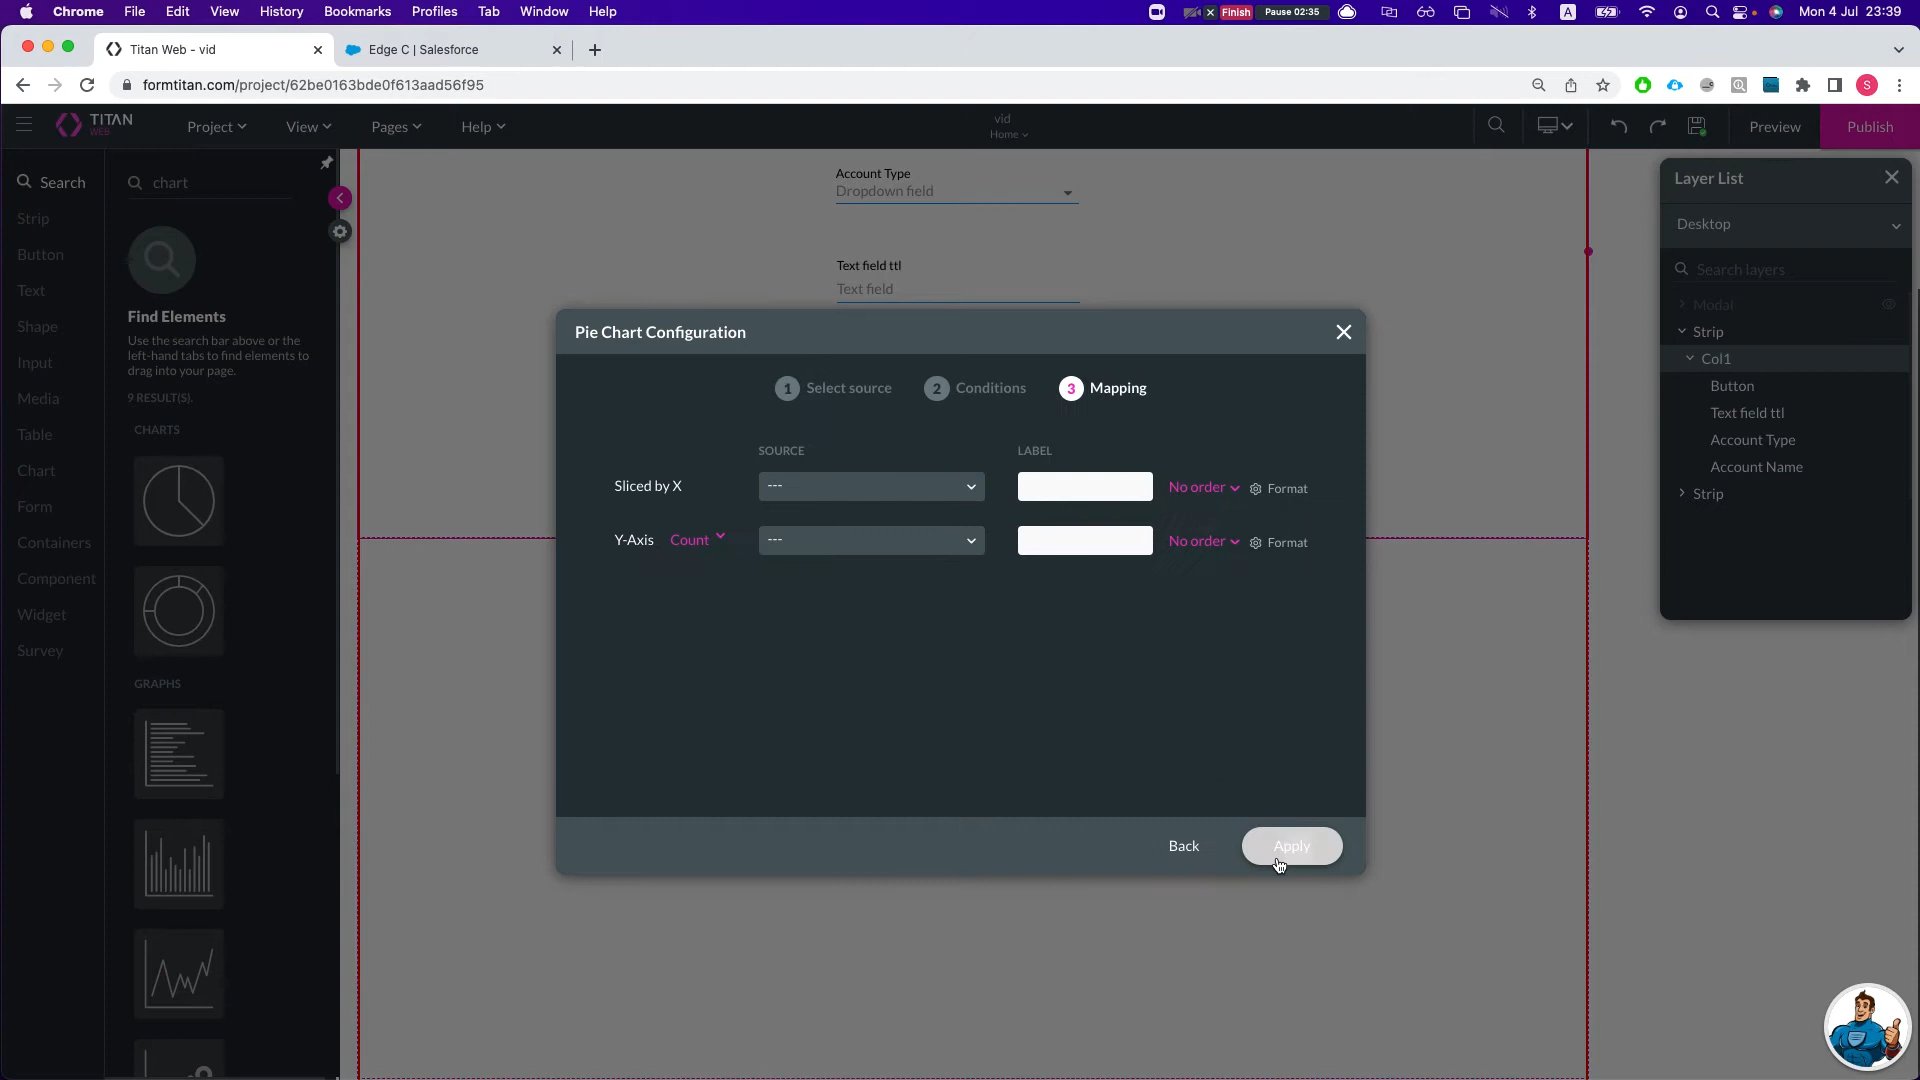 Chrome File Edit View History Bookmarks Profiles Tab Window Help Finish Pause 02:35 A Mon 4 Jul 23:39
Titan Web - vid Edge C | Salesforce
formtitan.com/project/62be0163bde0f613aad56f95 S
TITAN
WEB
Project View Pages Help
vid
Home
Preview Publish
Search
Strip
Button
Text
Shape
Input
Media
Table
Chart
Form
Containers
Component
Widget
Survey
chart
Find Elements
Use the search bar above or the
left-hand tabs to find elements to
drag into your page.
9 RESULT(S).
CHARTS
GRAPHS
Account Type
Dropdown field
Text field ttl
Text field
Pie Chart Configuration
1 Select source 2 Conditions 3 Mapping
SOURCE LABEL
Sliced by X --- No order Format
Y-Axis Count --- No order Format
Back Apply
Layer List
Desktop
Search layers
Modal
Strip
Col1
Button
Text field ttl
Account Type
Account Name
Strip